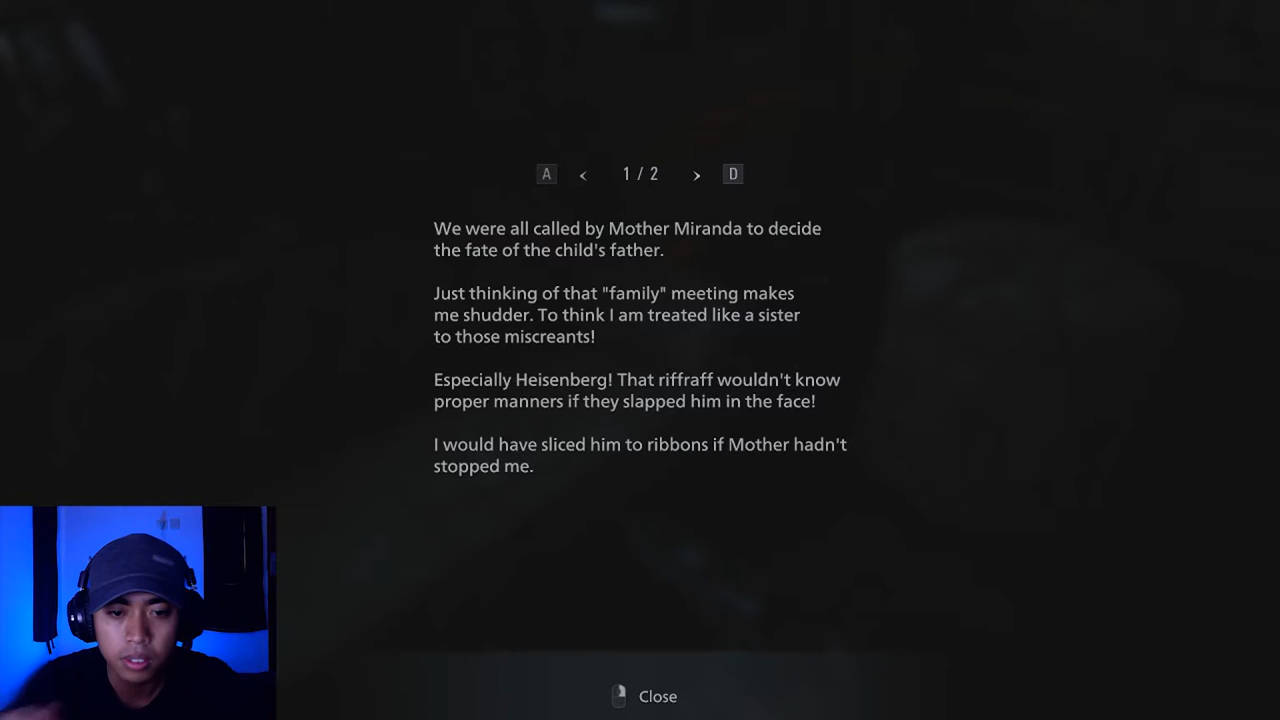 A < 1 / 2 > D
We were all called by Mother Miranda to decide
the fate of the child's father.
Just thinking of that "family" meeting makes
me shudder. To think I am treated like a sister
to those miscreants!
Especially Heisenberg! That riffraff wouldn't know
proper manners if they slapped him in the face!
I would have sliced him to ribbons if Mother hadn't
stopped me.
Close